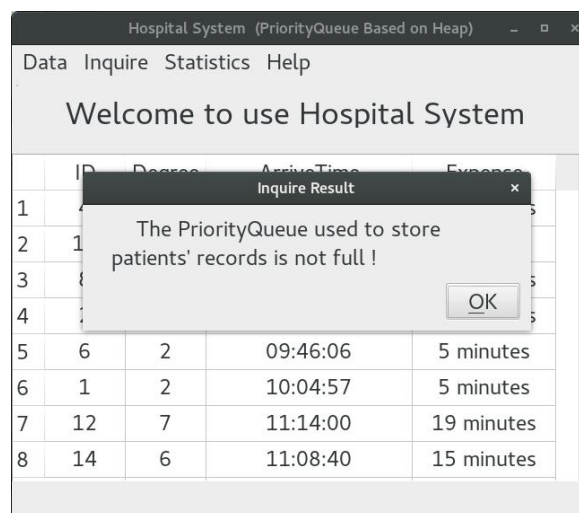 Hospital System (PriorityQueue Based on Heap)
Data Inquire Statistics Help
Welcome to use Hospital System
Inquire Result
The PriorityQueue used to store
patients' records is not full !
OK
1
2
3
4
5 6 2 09:46:06 5 minutes
6 1 2 10:04:57 5 minutes
7 12 7 11:14:00 19 minutes
8 14 6 11:08:40 15 minutes